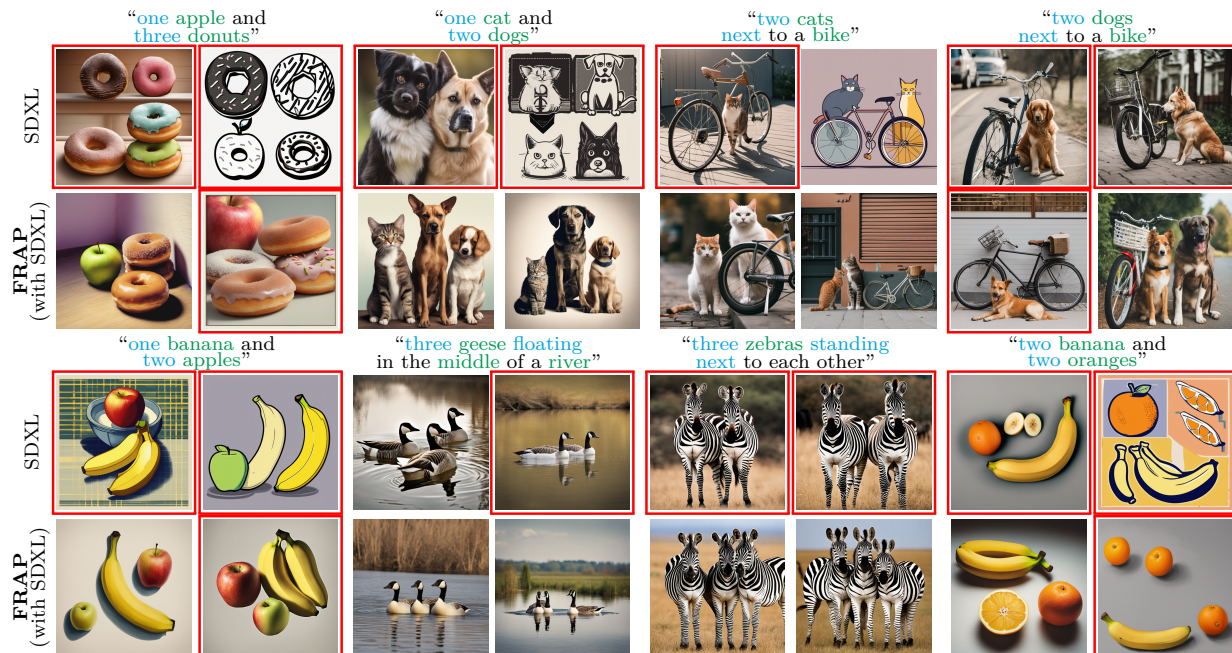 “one apple and
three donuts”
“one cat and
two dogs”
“two cats
next to a bike”
“two dogs
next to a bike”
SDXL
FRAP
(with SDXL)
“one banana and
two apples”
“three geese floating
in the middle of a river”
“three zebras standing
next to each other”
“two banana and
two oranges”
SDXL
FRAP
(with SDXL)